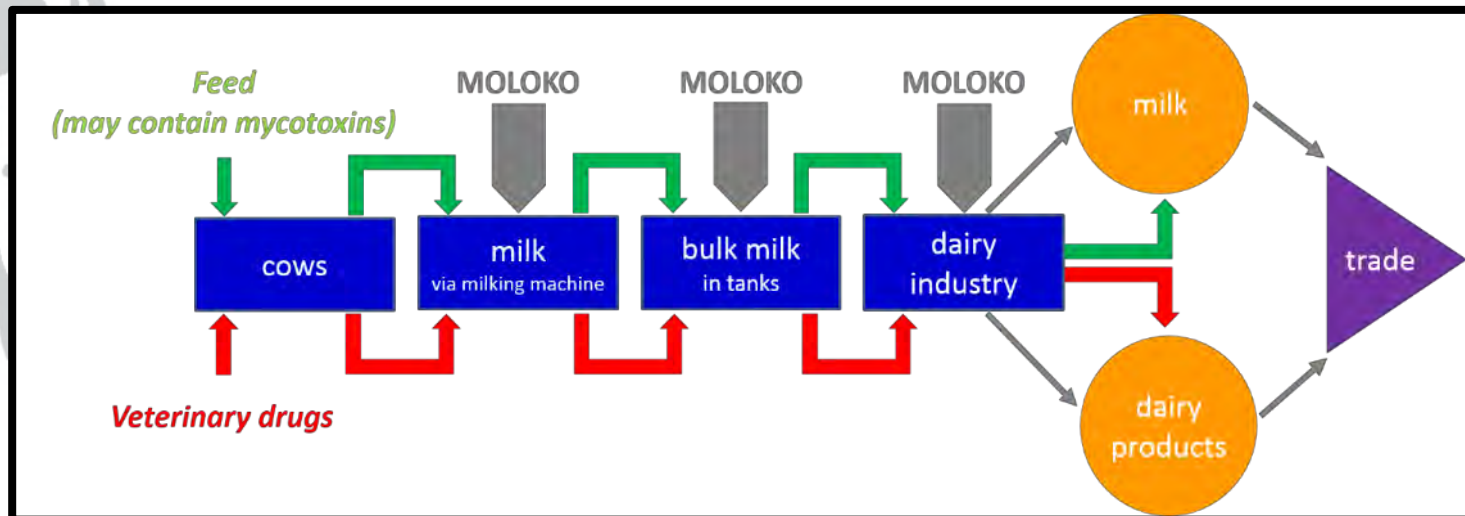 Feed
(may contain mycotoxins)
MOLOKO
MOLOKO
MOLOKO
cows
milk
via milking machine
bulk milk
in tanks
dairy
industry
milk
dairy
products
trade
Veterinary drugs